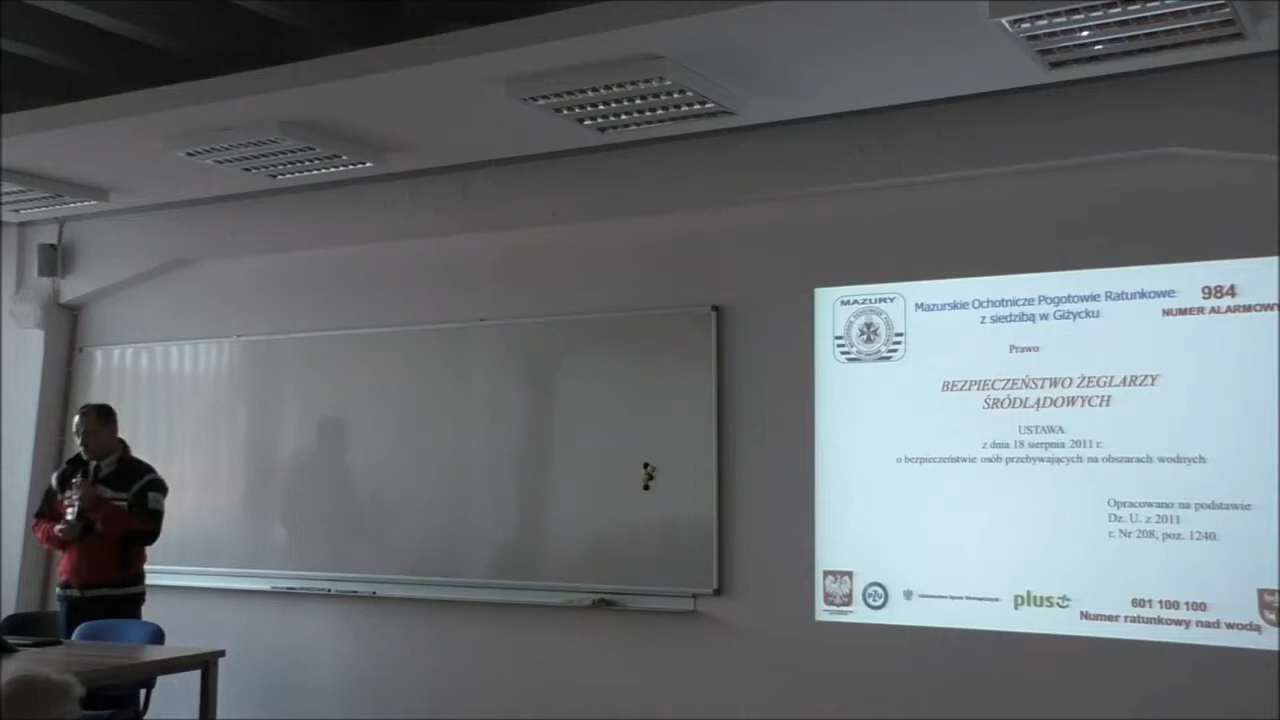 MAZURY
Mazurskie Ochotnicze Pogotowie Ratunkowe
z siedzibą w Giżycku
984
NUMER ALARMOWY
Prawo
BEZPIECZEŃSTWO ŻEGLARZY
ŚRÓDLĄDOWYCH
USTAWA
z dnia 18 sierpnia 2011 r.
o bezpieczeństwie osób przebywających na obszarach wodnych
Opracowano na podstawie
Dz. U. z 2011
r. Nr 208, poz. 1240.
PZU
plus
601 100 100
Numer ratunkowy nad wodą